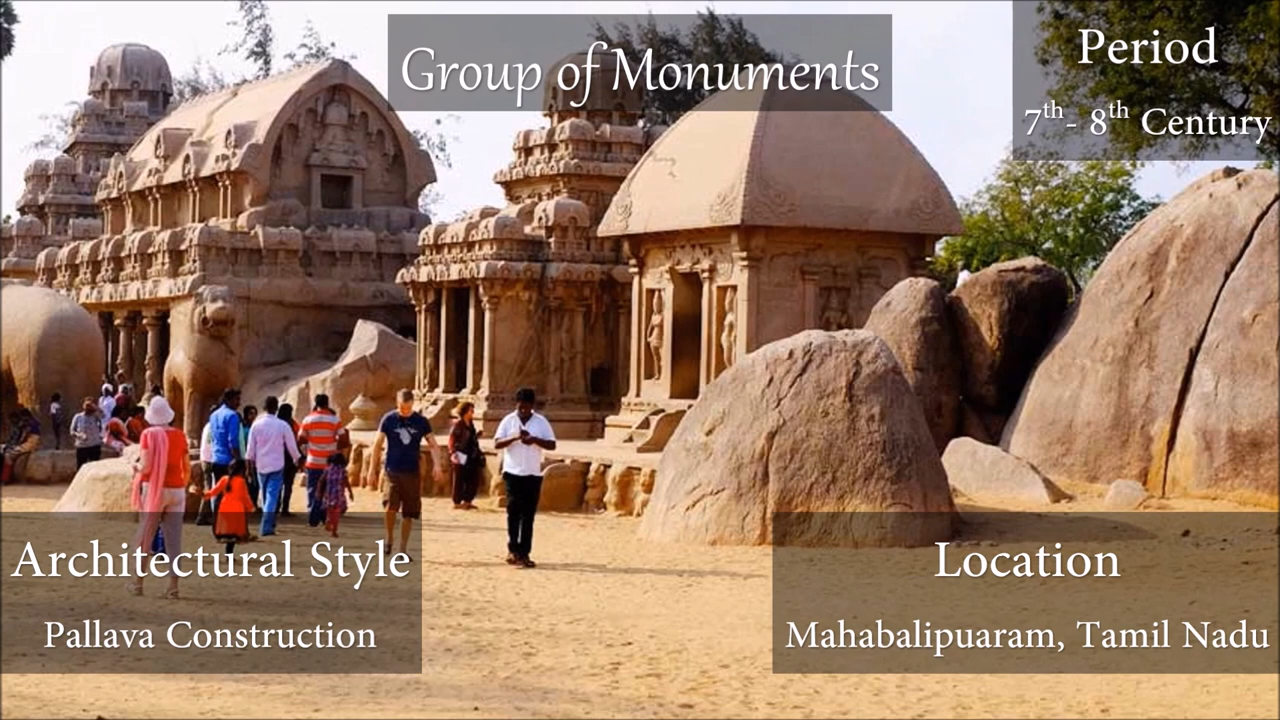 Group of Monuments
Period
7th- 8th Century
Architectural Style
Pallava Construction
Location
Mahabalipuaram, Tamil Nadu